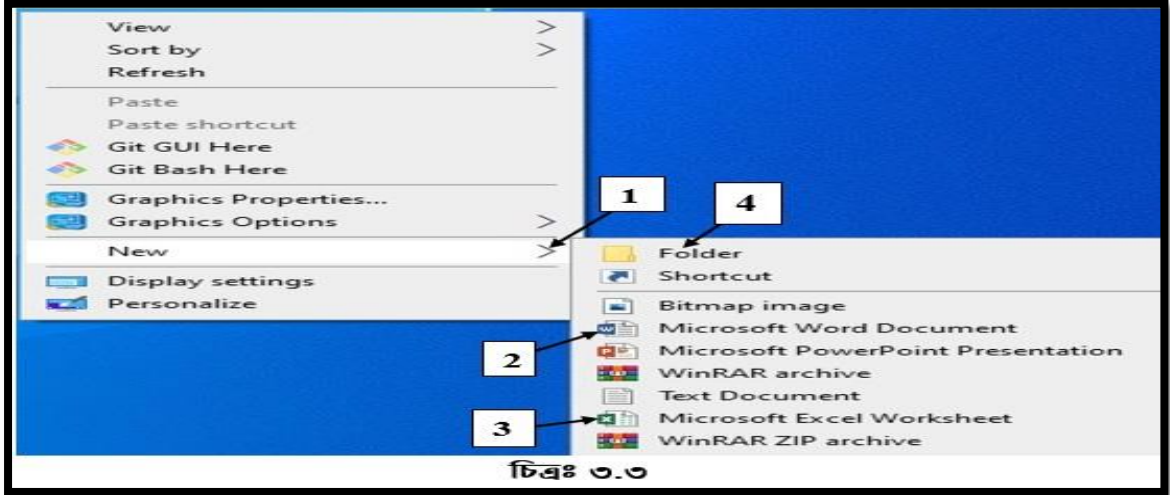 View >
Sort by >
Refresh
Paste
Paste shortcut
Git GUI Here
Git Bash Here
Graphics Properties...
Graphics Options >
New >
Display settings
Personalize
1
4
Folder
Shortcut
Bitmap image
Microsoft Word Document
Microsoft PowerPoint Presentation
WinRAR archive
Text Document
Microsoft Excel Worksheet
WinRAR ZIP archive
2
3
চিত্রঃ ৩.৩